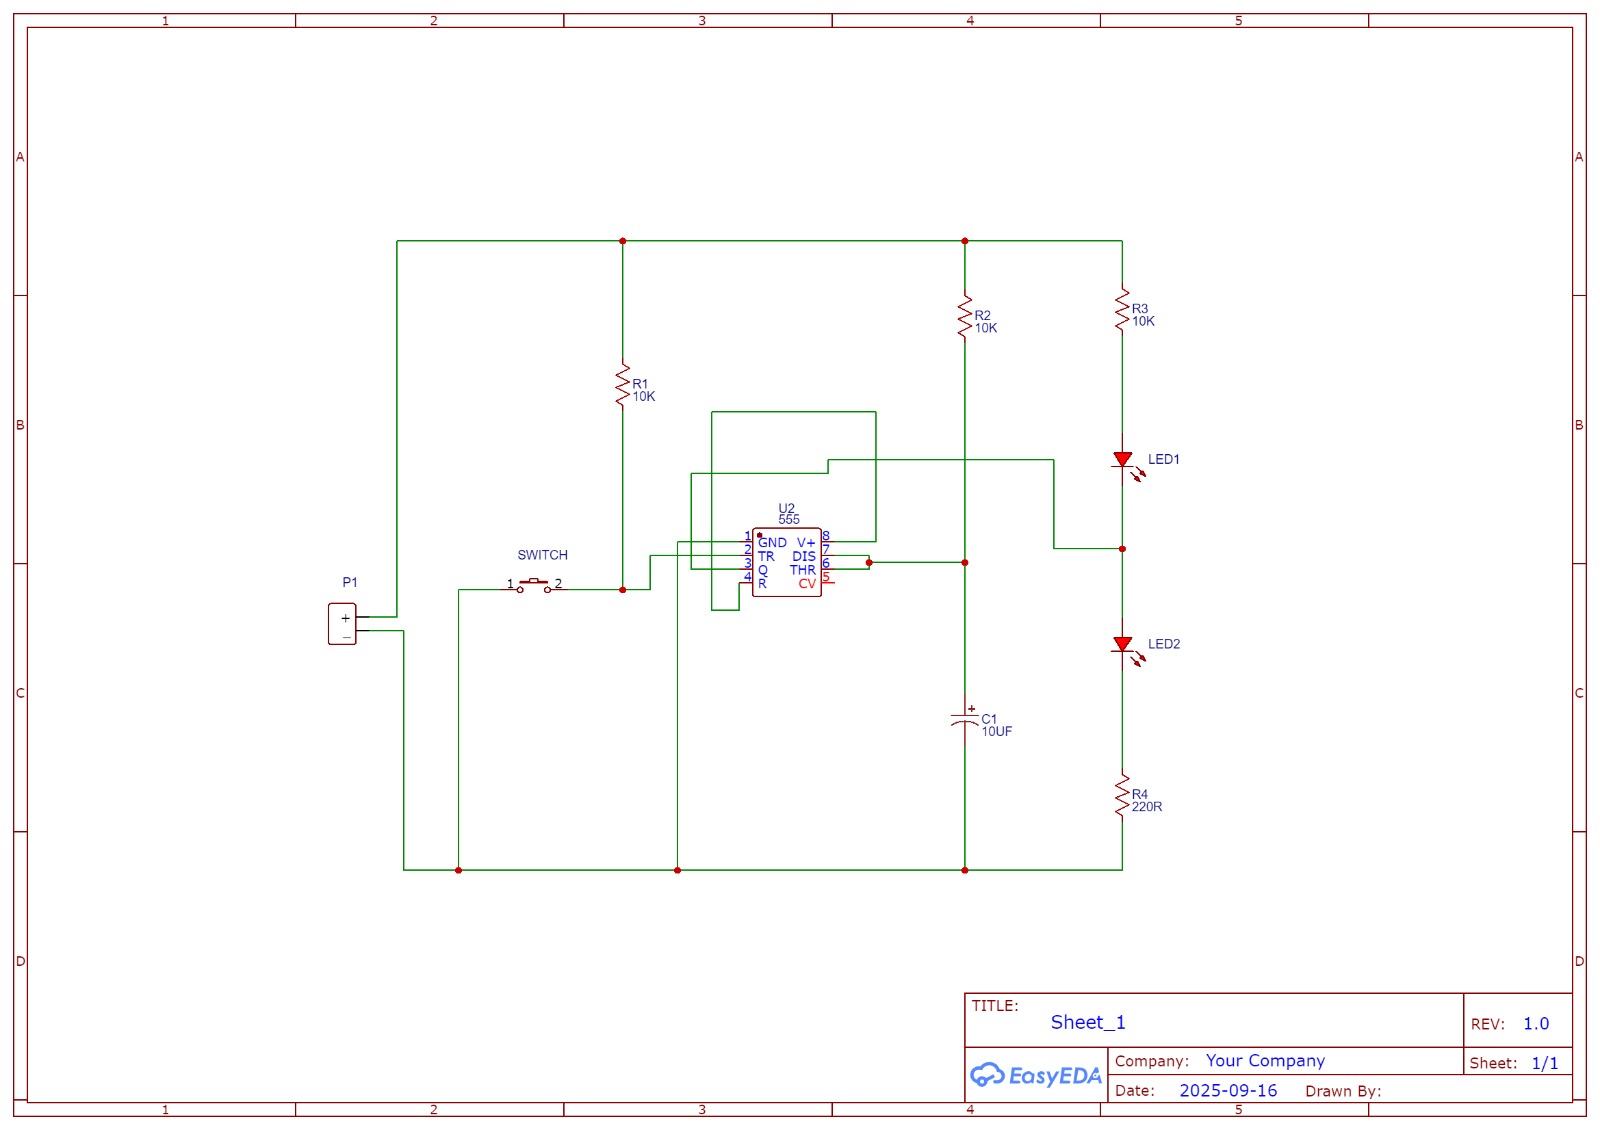 1 2 3 4 5
A A
R2
10K
R3
10K
R1
10K
B B
LED1
U2
555
1 GND V+ 8
2 TR DIS 7
3 Q THR 6
4 R CV 5
SWITCH
1 2
P1
+
−
LED2
C C
+
C1
10UF
R4
220R
D D
TITLE:
Sheet_1
REV: 1.0
EasyEDA
Company: Your Company
Sheet: 1/1
Date: 2025-09-16 Drawn By:
1 2 3 4 5